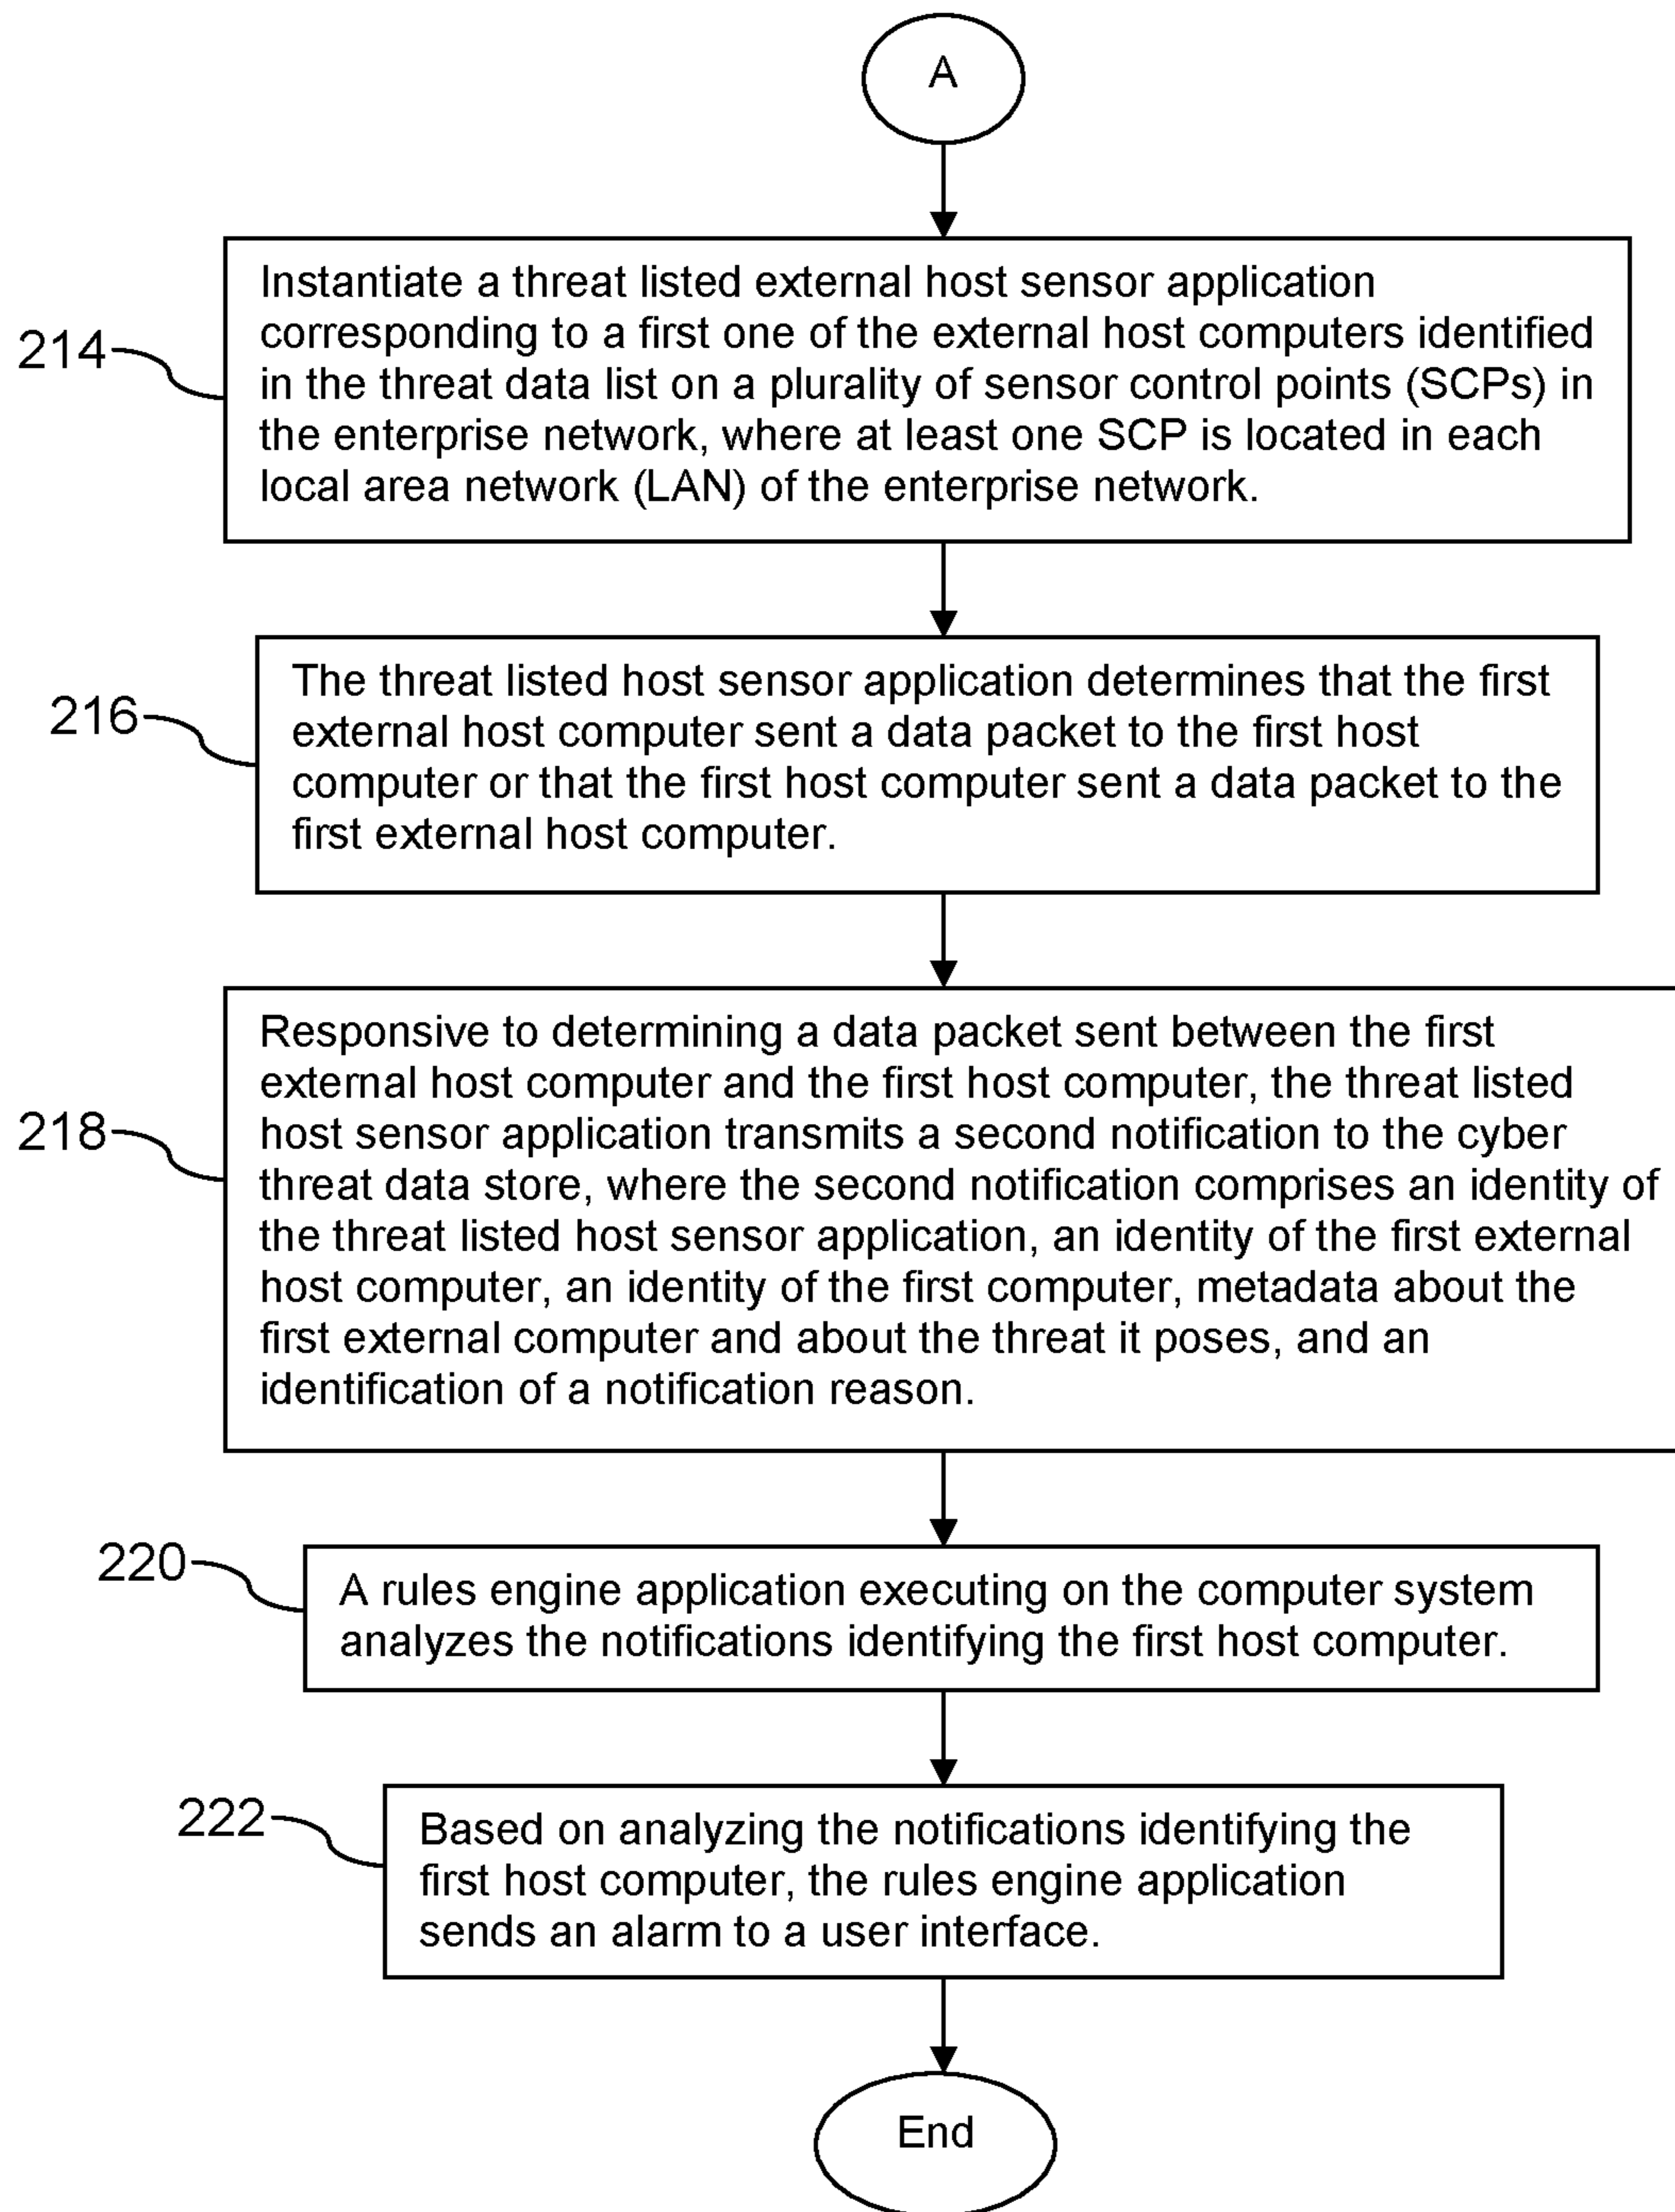 A
214
Instantiate a threat listed external host sensor application
corresponding to a first one of the external host computers identified
in the threat data list on a plurality of sensor control points (SCPs) in
the enterprise network, where at least one SCP is located in each
local area network (LAN) of the enterprise network.
216
The threat listed host sensor application determines that the first
external host computer sent a data packet to the first host
computer or that the first host computer sent a data packet to the
first external host computer.
218
Responsive to determining a data packet sent between the first
external host computer and the first host computer, the threat listed
host sensor application transmits a second notification to the cyber
threat data store, where the second notification comprises an identity of
the threat listed host sensor application, an identity of the first external
host computer, an identity of the first computer, metadata about the
first external computer and about the threat it poses, and an
identification of a notification reason.
220
A rules engine application executing on the computer system
analyzes the notifications identifying the first host computer.
222
Based on analyzing the notifications identifying the
first host computer, the rules engine application
sends an alarm to a user interface.
End